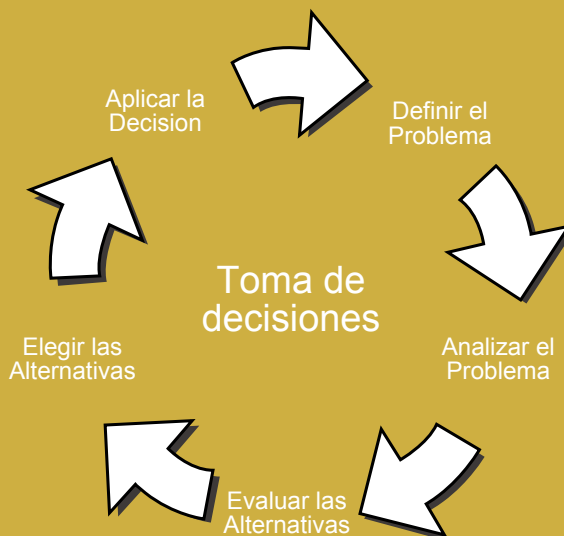 Aplicar la
Decision
Definir el
Problema
Toma de
decisiones
Elegir las
Alternativas
Analizar el
Problema
Evaluar las
Alternativas